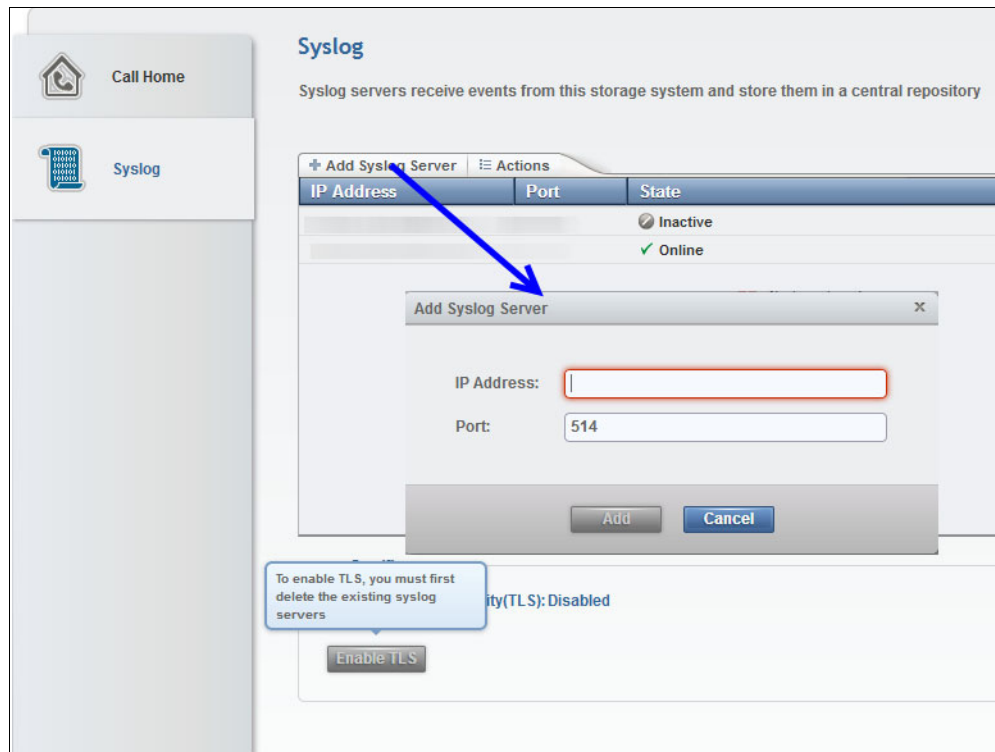 Call Home
Syslog
Syslog
Syslog servers receive events from this storage system and store them in a central repository
Add Syslog Server Actions
IP Address Port State
Inactive
Online
Add Syslog Server x
IP Address:
Port: 514
Add Cancel
To enable TLS, you must first
delete the existing syslog
servers
ity(TLS): Disabled
Enable TLS